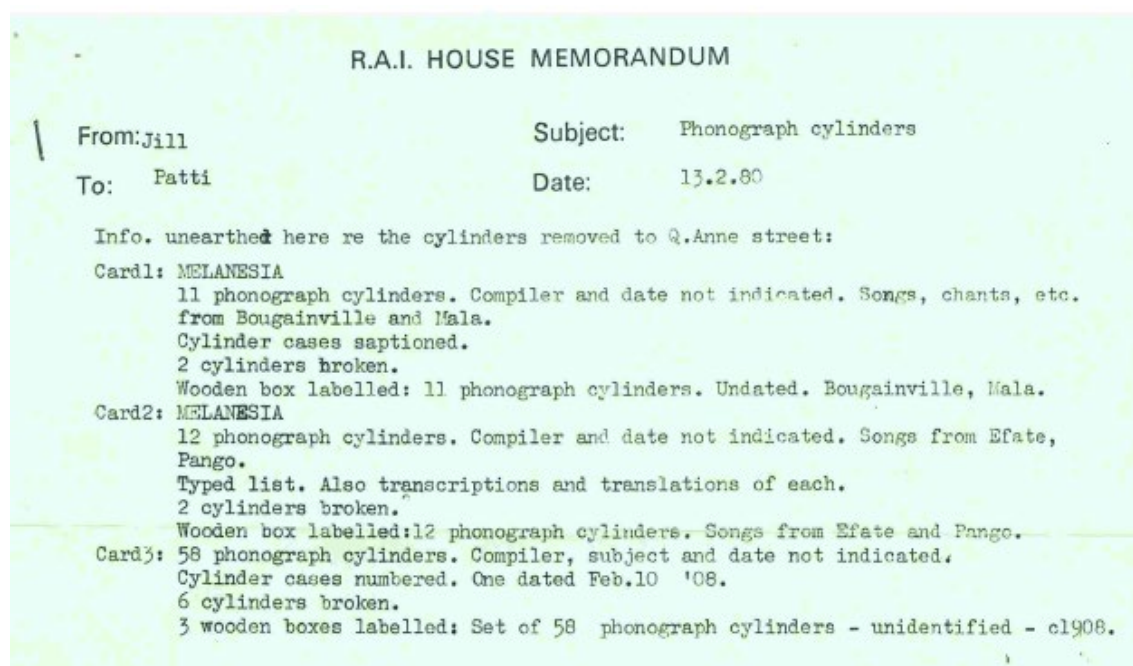 R.A.I. HOUSE MEMORANDUM
From: Jill Subject: Phonograph cylinders
To: Patti Date: 13.2.80
Info. unearthed here re the cylinders removed to Q.Anne street:
Card1: MELANESIA
11 phonograph cylinders. Compiler and date not indicated. Songs, chants, etc.
from Bougainville and Mala.
Cylinder cases saptioned.
2 cylinders broken.
Wooden box labelled: 11 phonograph cylinders. Undated. Bougainville, Mala.
Card2: MELANESIA
12 phonograph cylinders. Compiler and date not indicated. Songs from Efate,
Pango.
Typed list. Also transcriptions and translations of each.
2 cylinders broken.
Wooden box labelled:12 phonograph cylinders. Songs from Efate and Pango.
Card3: 58 phonograph cylinders. Compiler, subject and date not indicated.
Cylinder cases numbered. One dated Feb.10 '08.
6 cylinders broken.
3 wooden boxes labelled: Set of 58 phonograph cylinders - unidentified - c1908.